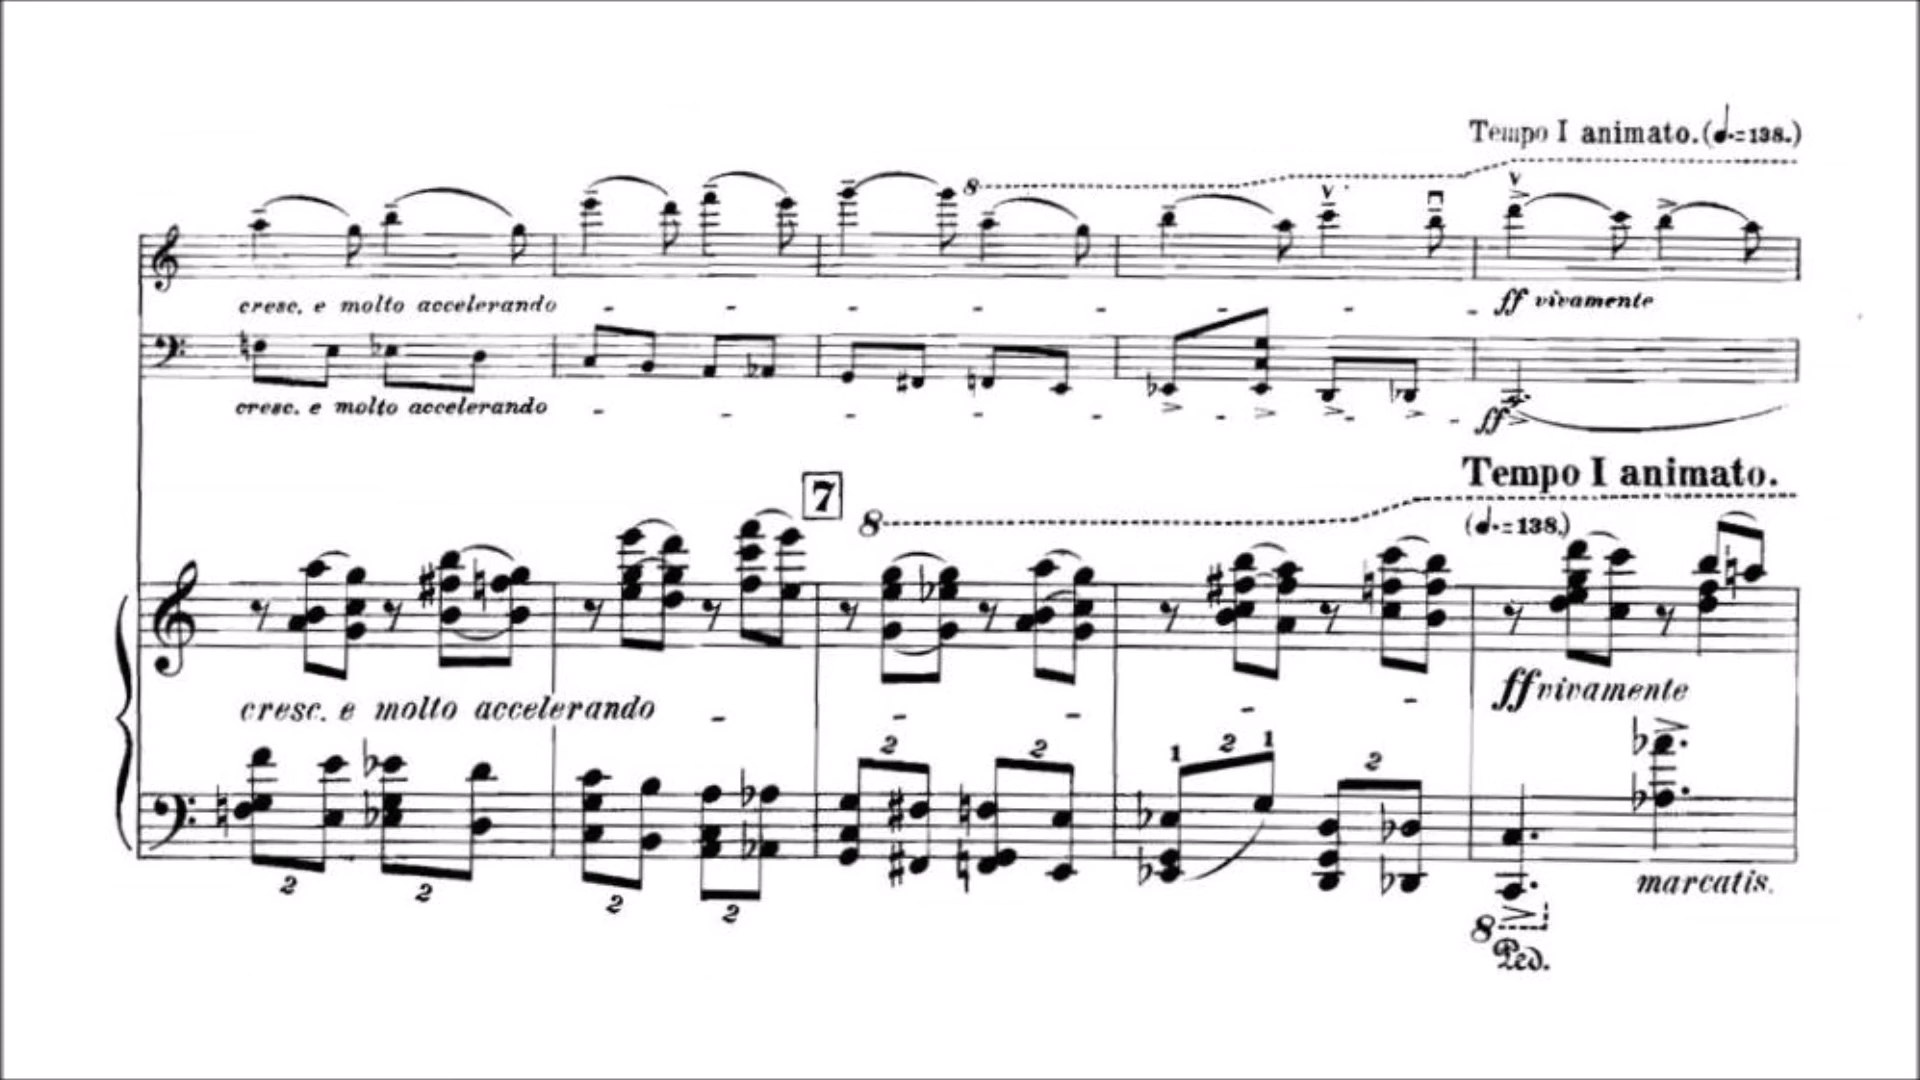 Tempo I animato. (♩.=138.)
8
cresc. e molto accelerando
ff vivamente
cresc. e molto accelerando
ff
Tempo I animato.
7
8
(♩.=138.)
cresc. e molto accelerando
ff vivamente
2 2 1 2 1 2
marcatis.
2 2 2 2
8
Ped.